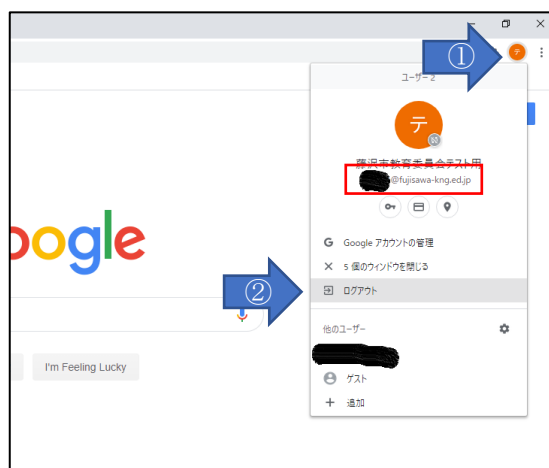 ①
テ
ユーザー 2
テ
藤沢市教育委員会テスト用
@fujisawa-kng.ed.jp
oogle
G Google アカウントの管理
× 5 個のウィンドウを閉じる
②
ログアウト
他のユーザー
I'm Feeling Lucky
ゲスト
+ 追加